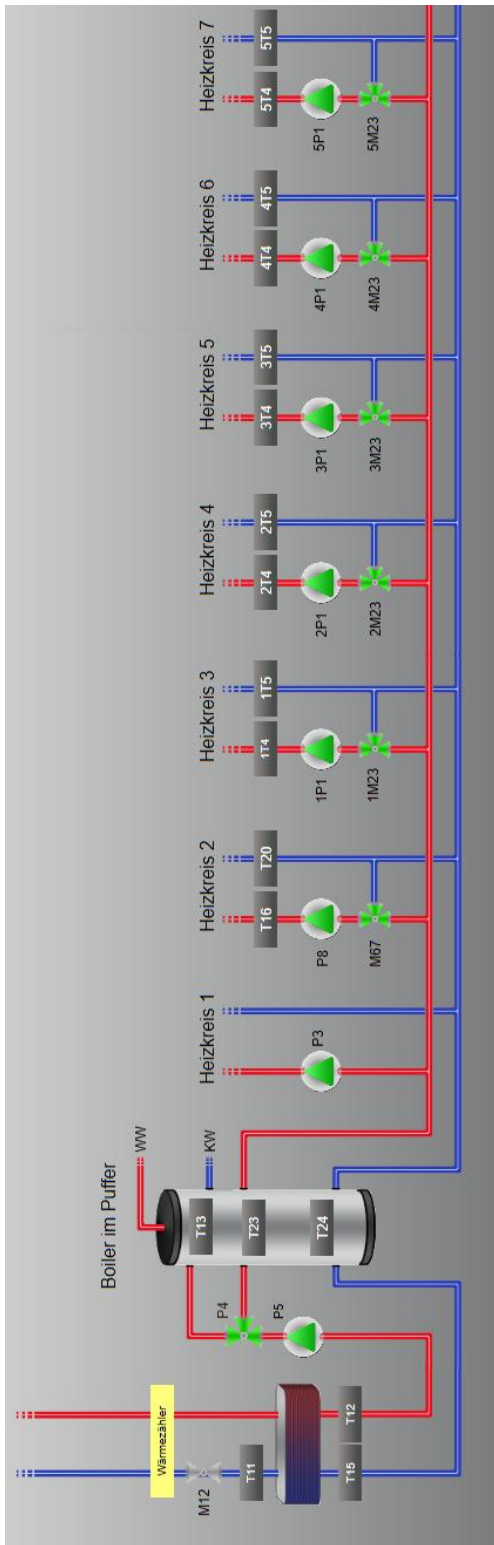 Wärmezähler
M12
T11
T15
T12
Boiler im Puffer
P4
P5
WW
KW
T13
T23
T24
Heizkreis 1
P3
Heizkreis 2
T16
T20
P8
M67
Heizkreis 3
1T4
1T5
1P1
1M23
Heizkreis 4
2T4
2T5
2P1
2M23
Heizkreis 5
3T4
3T5
3P1
3M23
Heizkreis 6
4T4
4T5
4P1
4M23
Heizkreis 7
5T4
5T5
5P1
5M23